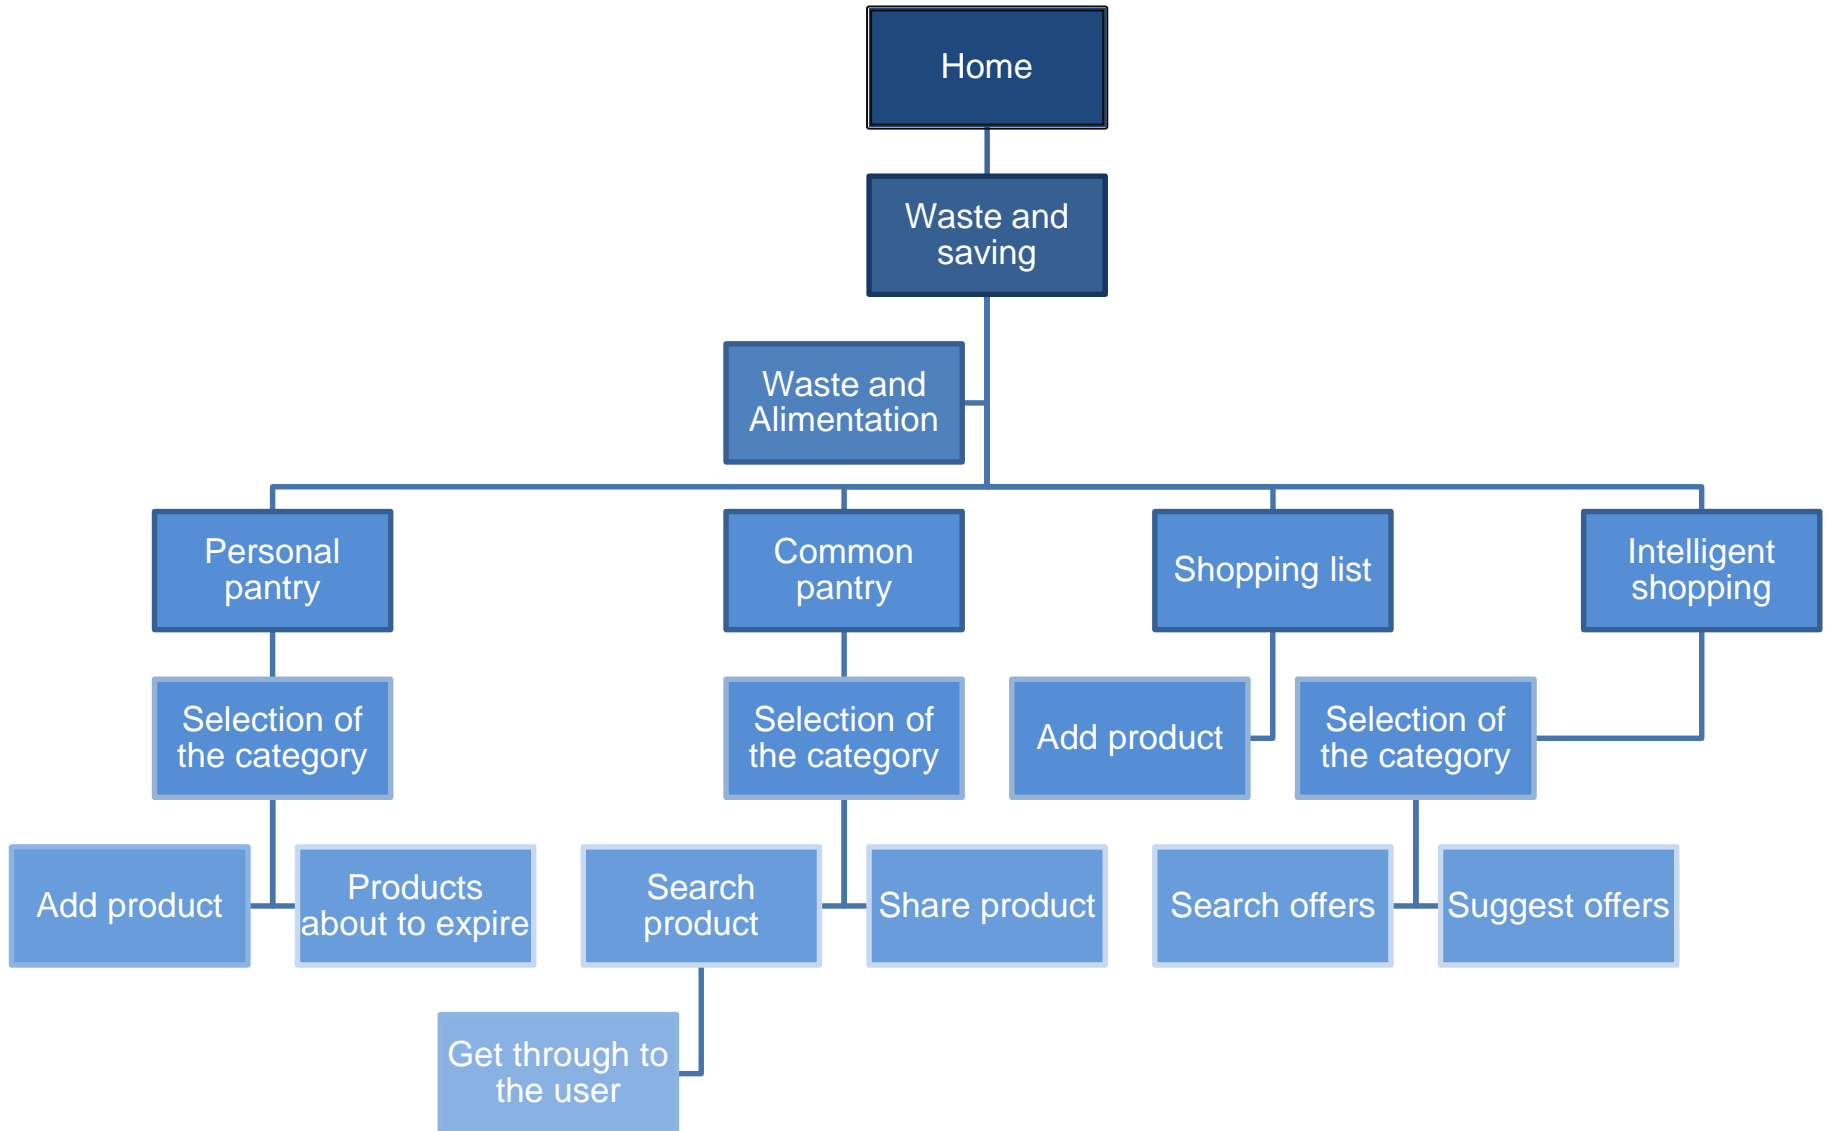 Home
Waste and
saving
Waste and
Alimentation
Personal
pantry
Common
pantry
Shopping list
Intelligent
shopping
Selection of
the category
Selection of
the category
Add product
Selection of
the category
Add product
Products
about to expire
Search
product
Share product
Search offers
Suggest offers
Get through to
the user